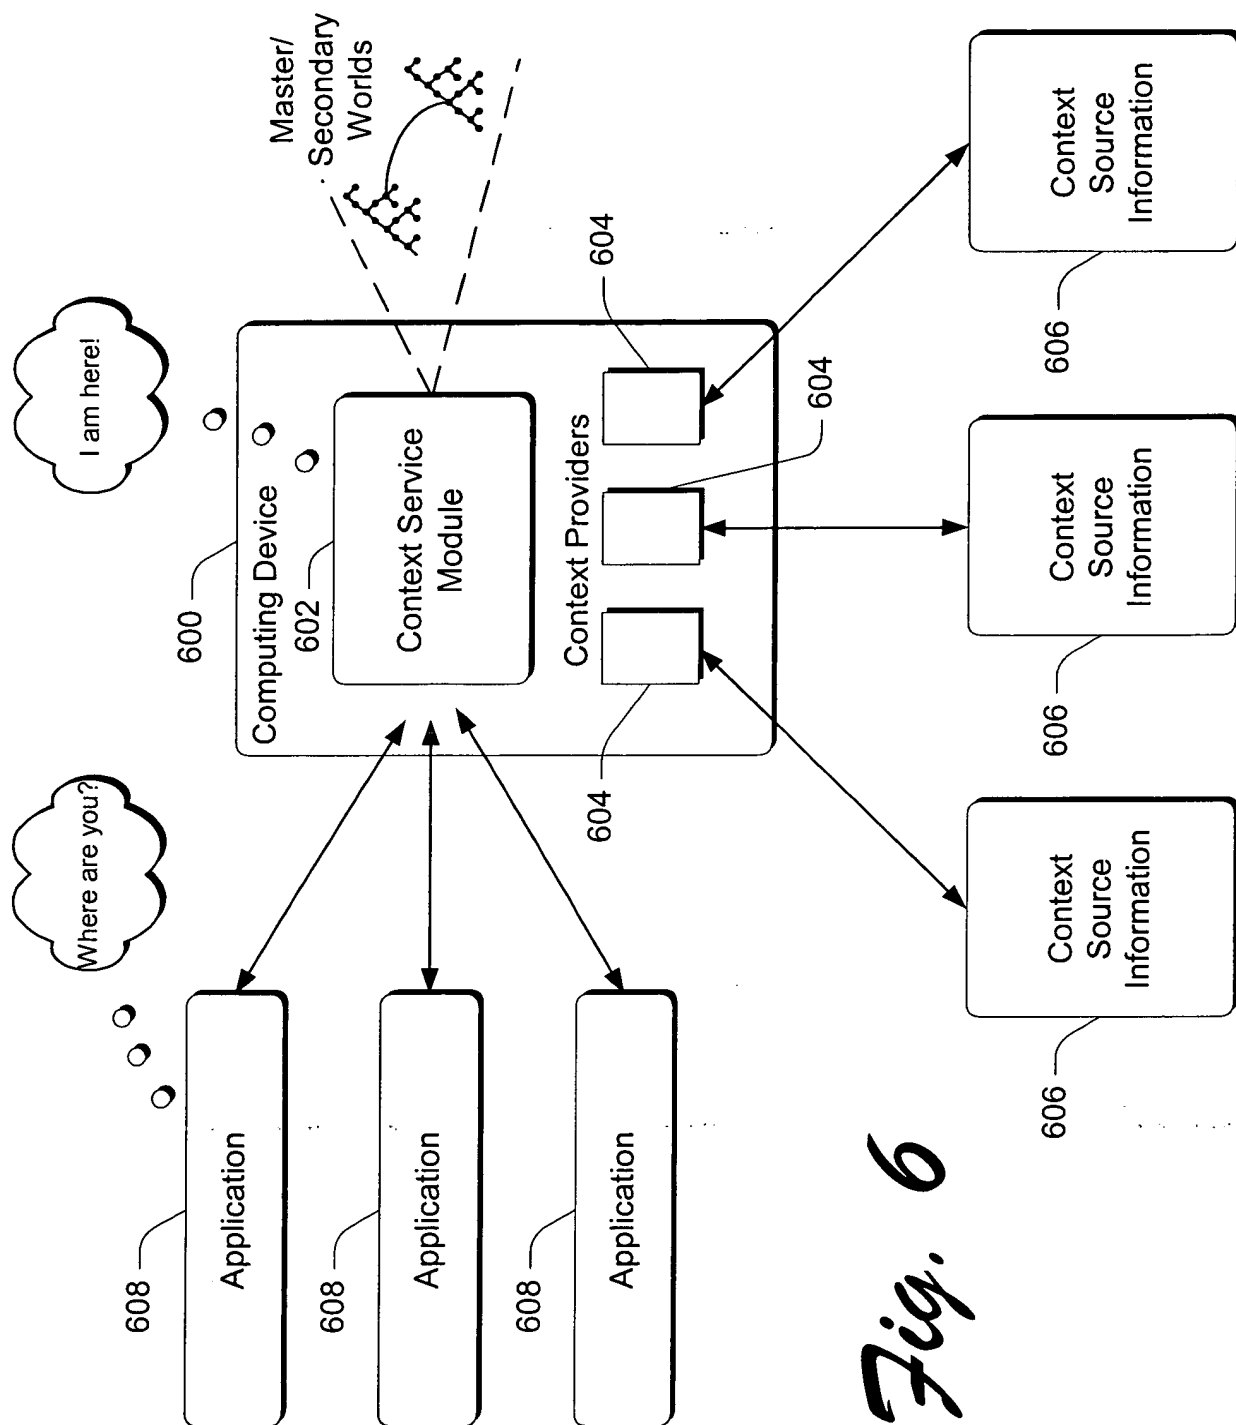 Where are you?
I am here!
Master/
Secondary
Worlds
600
Computing Device
602
Context Service
Module
Context Providers
604
604
604
608
Application
608
Application
608
Application
606
Context
Source
Information
606
Context
Source
Information
606
Context
Source
Information
Fig. 6